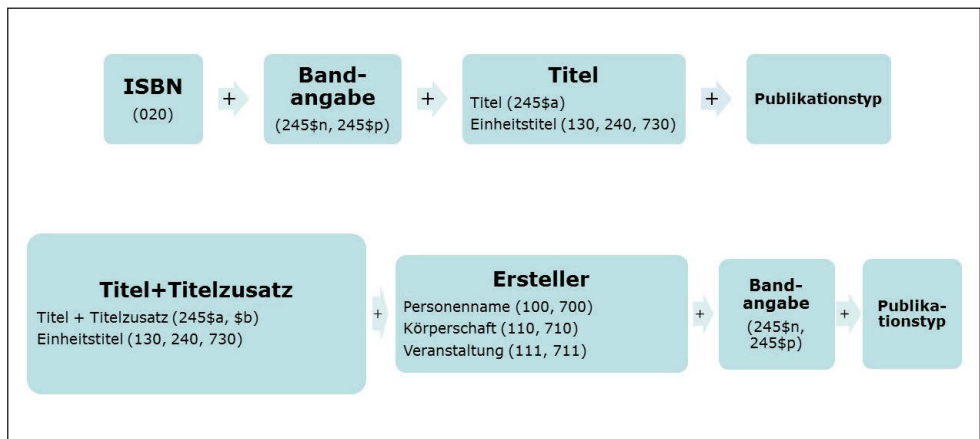 ISBN
(020)
+
Band-
angabe
(245$n, 245$p)
+
Titel
Titel (245$a)
Einheitstitel (130, 240, 730)
+
Publikationstyp
Titel+Titelzusatz
Titel + Titelzusatz (245$a, $b)
Einheitstitel (130, 240, 730)
+
Ersteller
Personenname (100, 700)
Körperschaft (110, 710)
Veranstaltung (111, 711)
+
Band-
angabe
(245$n,
245$p)
+
Publika-
tionstyp